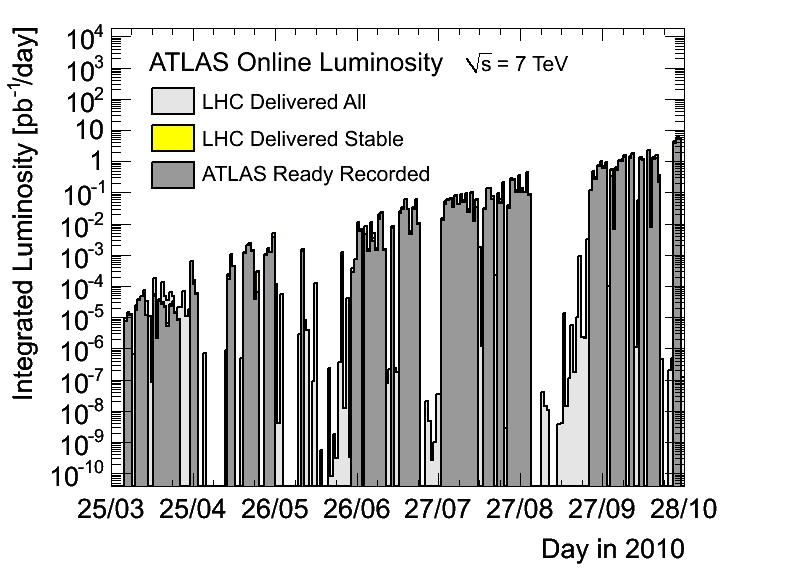 Integrated Luminosity [pb⁻¹/day]
ATLAS Online Luminosity √s = 7 TeV
LHC Delivered All
LHC Delivered Stable
ATLAS Ready Recorded
10⁴
10³
10²
10
1
10⁻¹
10⁻²
10⁻³
10⁻⁴
10⁻⁵
10⁻⁶
10⁻⁷
10⁻⁸
10⁻⁹
10⁻¹⁰
25/03 25/04 26/05 26/06 27/07 27/08 27/09 28/10
Day in 2010